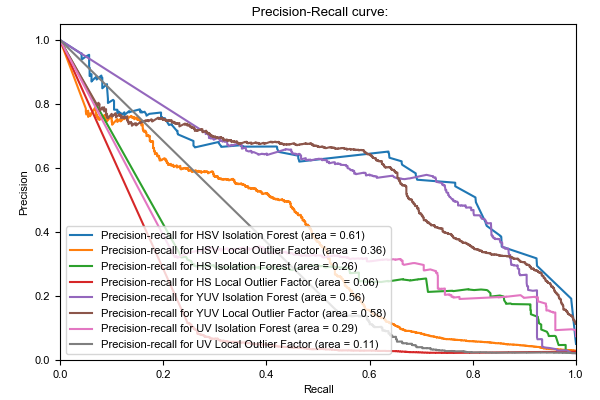 Precision-Recall curve:
1.0
0.8
0.6
0.4
0.2
0.0
Precision
Precision-recall for HSV Isolation Forest (area = 0.61)
Precision-recall for HSV Local Outlier Factor (area = 0.36)
Precision-recall for HS Isolation Forest (area = 0.26)
Precision-recall for HS Local Outlier Factor (area = 0.06)
Precision-recall for YUV Isolation Forest (area = 0.56)
Precision-recall for YUV Local Outlier Factor (area = 0.58)
Precision-recall for UV Isolation Forest (area = 0.29)
Precision-recall for UV Local Outlier Factor (area = 0.11)
0.0 0.2 0.4 0.6 0.8 1.0
Recall